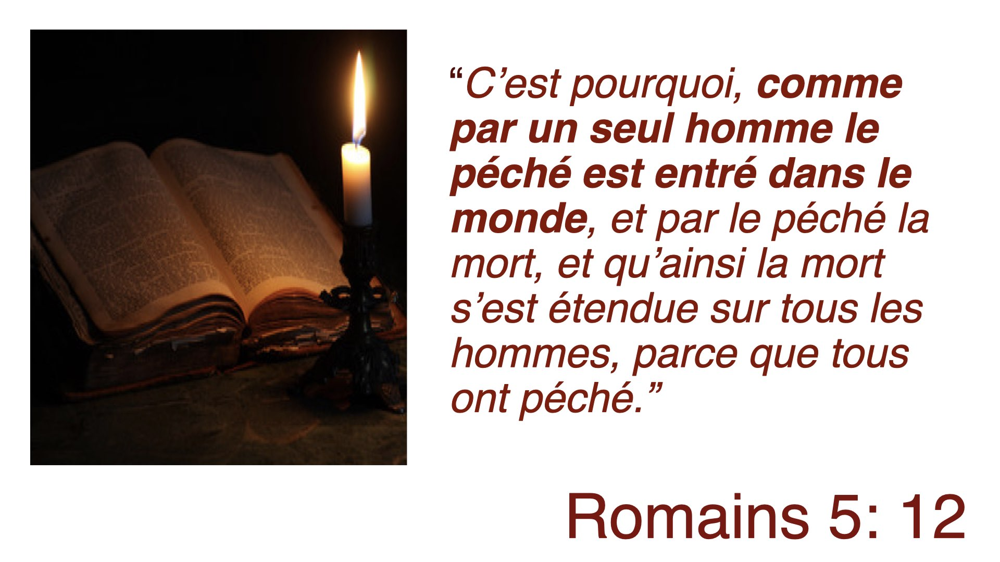 “C’est pourquoi, comme
par un seul homme le
péché est entré dans le
monde, et par le péché la
mort, et qu’ainsi la mort
s’est étendue sur tous les
hommes, parce que tous
ont péché.”
Romains 5: 12